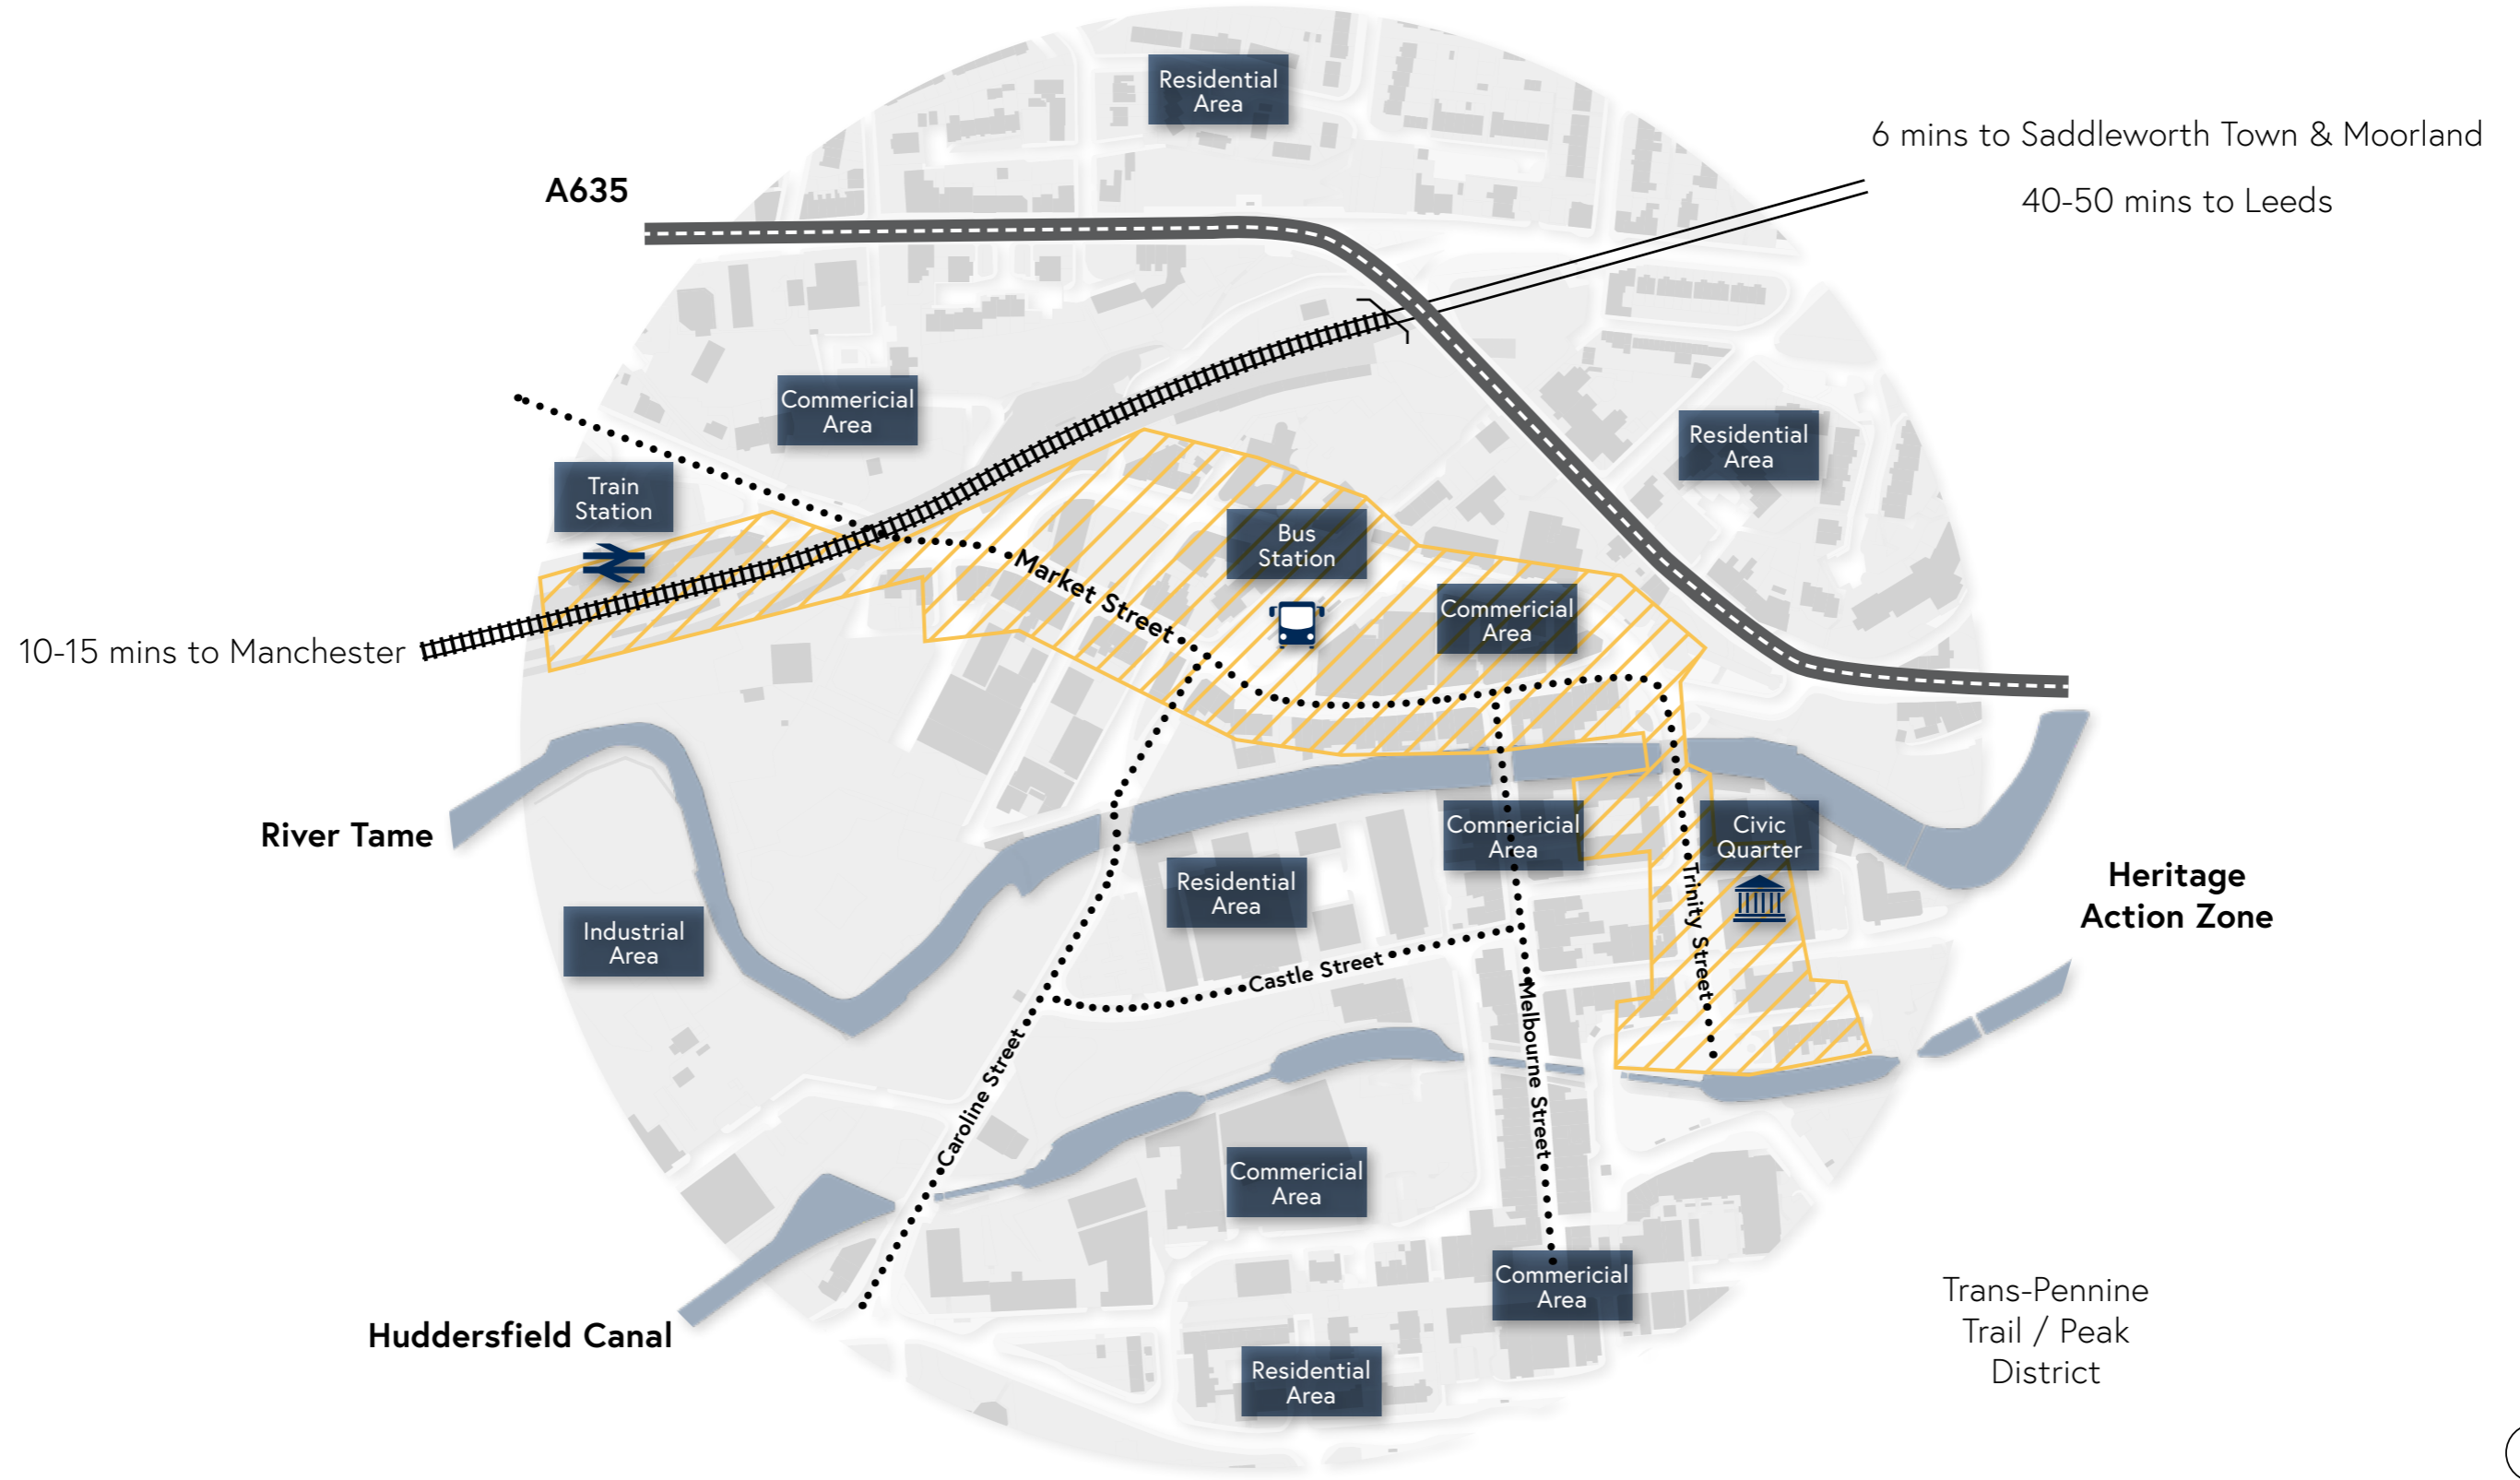 Residential
Area
6 mins to Saddleworth Town & Moorland
40-50 mins to Leeds
A635
Commericial
Area
Residential
Area
Train
Station
Bus
Station
Market Street
Commericial
Area
10-15 mins to Manchester
River Tame
Commericial
Area
Civic
Quarter
Trinity Street
Heritage
Action Zone
Residential
Area
Industrial
Area
Castle Street
Melbourne Street
Caroline Street
Commericial
Area
Commericial
Area
Huddersfield Canal
Residential
Area
Trans-Pennine
Trail / Peak
District